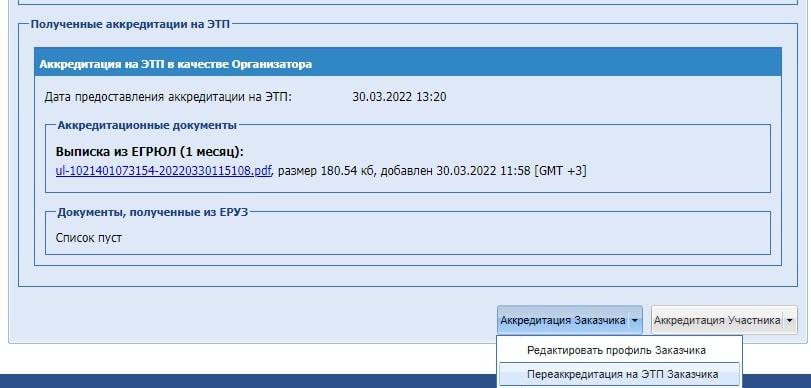 Полученные аккредитации на ЭТП
Аккредитация на ЭТП в качестве Организатора
Дата предоставления аккредитации на ЭТП: 30.03.2022 13:20
Аккредитационные документы
Выписка из ЕГРЮЛ (1 месяц):
ul-1021401073154-20220330115108.pdf, размер 180.54 кб, добавлен 30.03.2022 11:58 [GMT +3]
Документы, полученные из ЕРУЗ
Список пуст
Аккредитация Заказчика Аккредитация Участника
Редактировать профиль Заказчика
Переаккредитация на ЭТП Заказчика